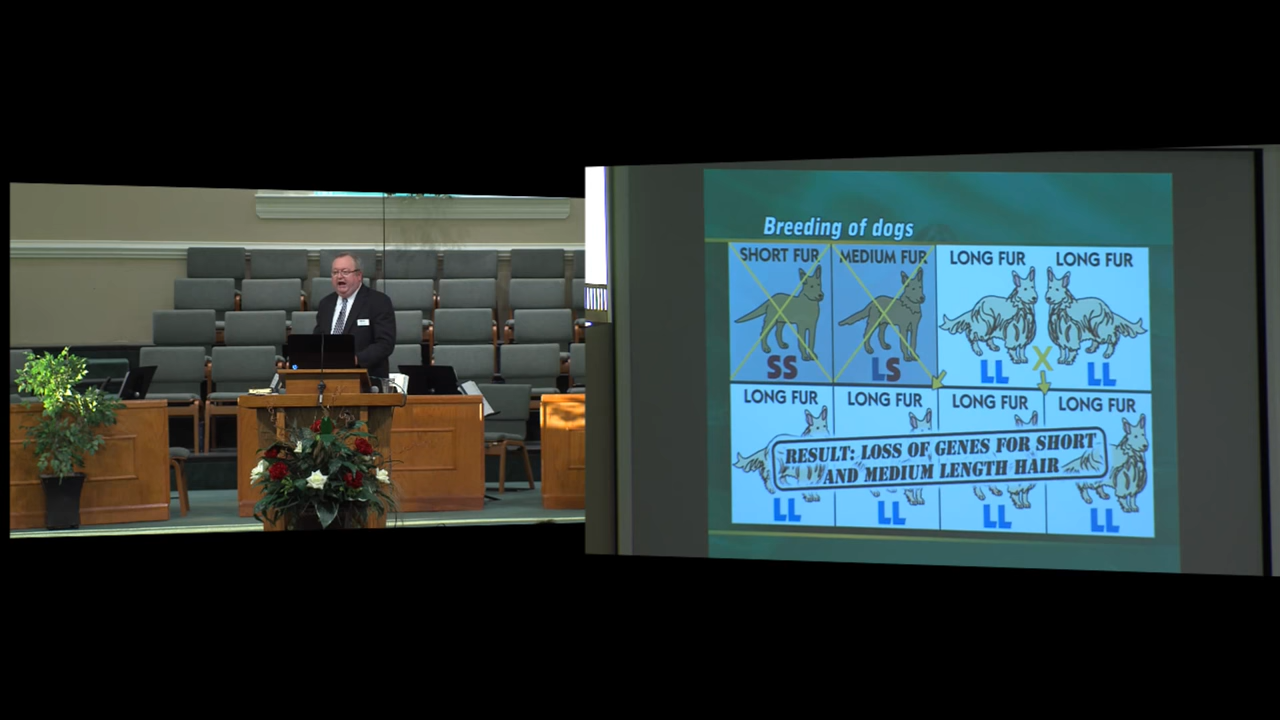 Breeding of dogs
SHORT FUR MEDIUM FUR LONG FUR LONG FUR
SS LS LL X LL
LONG FUR LONG FUR LONG FUR LONG FUR
RESULT: LOSS OF GENES FOR SHORT
AND MEDIUM LENGTH HAIR
LL LL LL LL